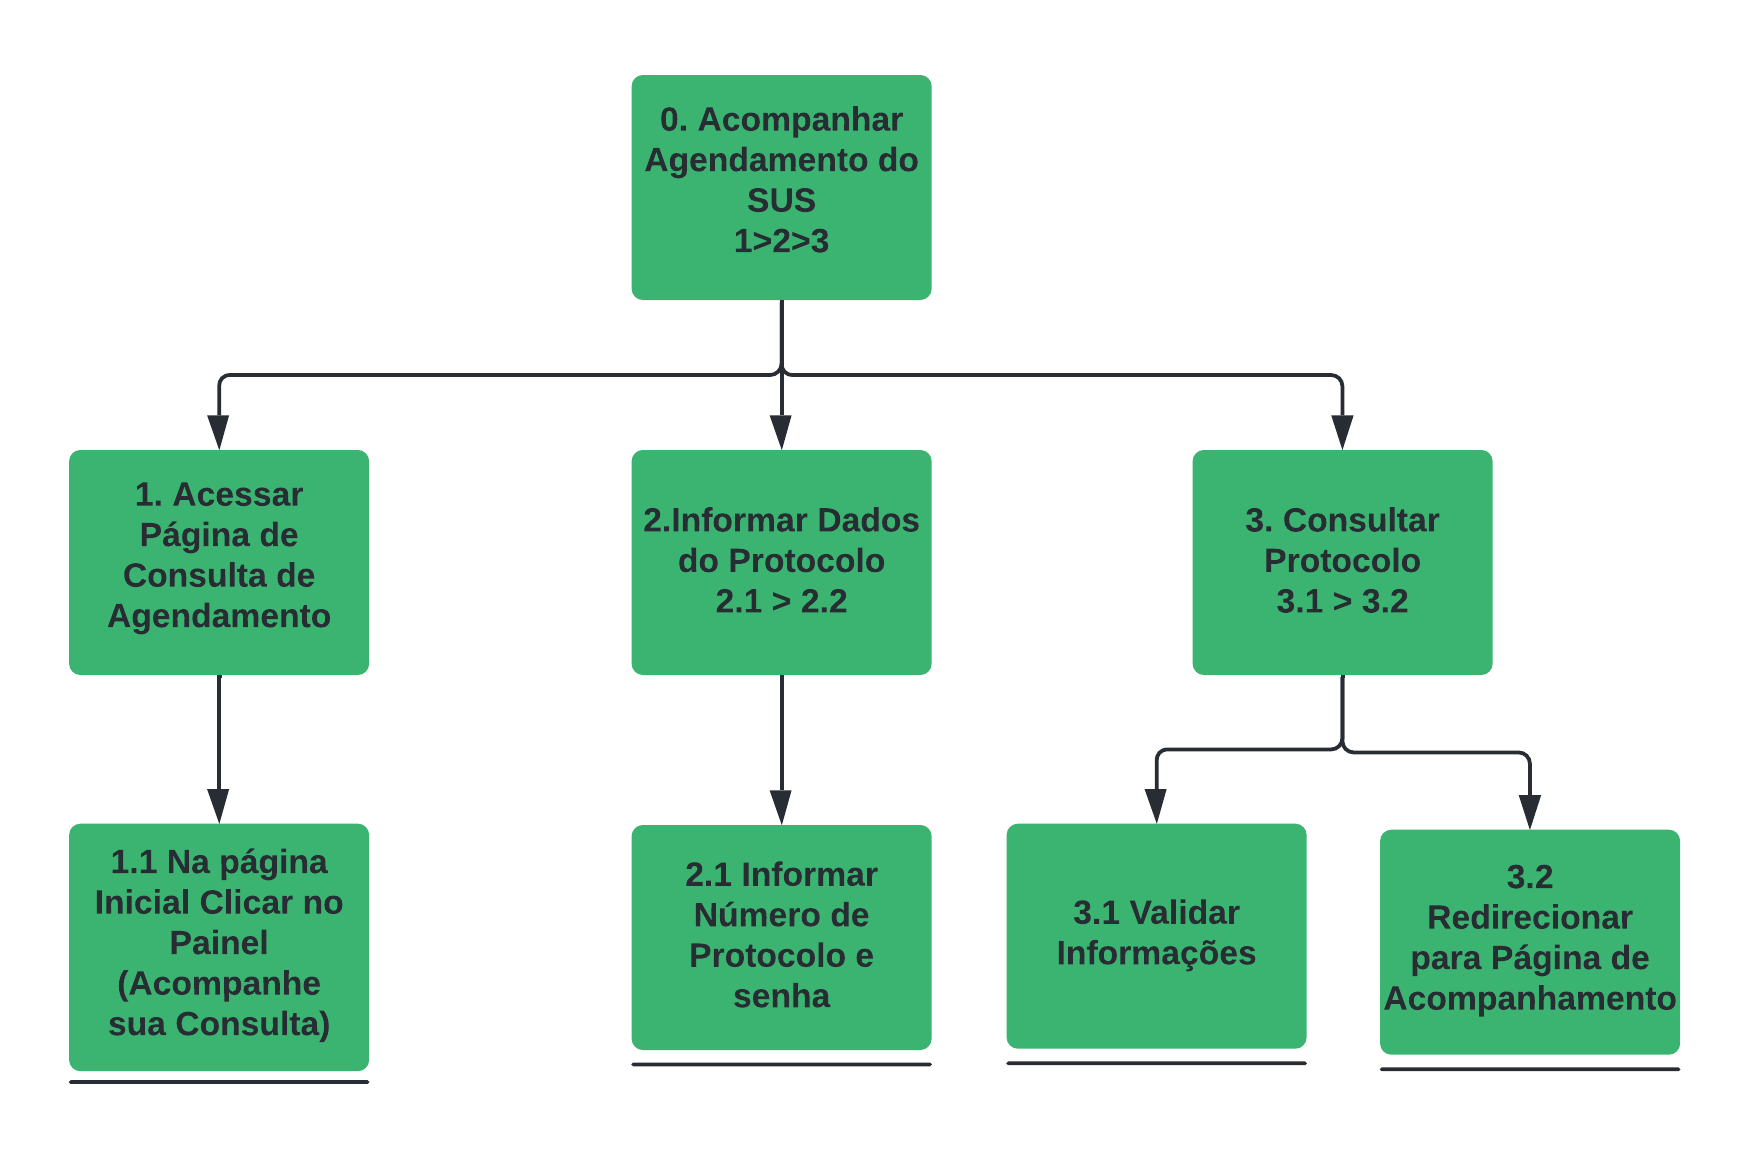 0. Acompanhar
Agendamento do
SUS
1>2>3
1. Acessar
Página de
Consulta de
Agendamento
2.Informar Dados
do Protocolo
2.1 > 2.2
3. Consultar
Protocolo
3.1 > 3.2
1.1 Na página
Inicial Clicar no
Painel
(Acompanhe
sua Consulta)
2.1 Informar
Número de
Protocolo e
senha
3.1 Validar
Informações
3.2
Redirecionar
para Página de
Acompanhamento